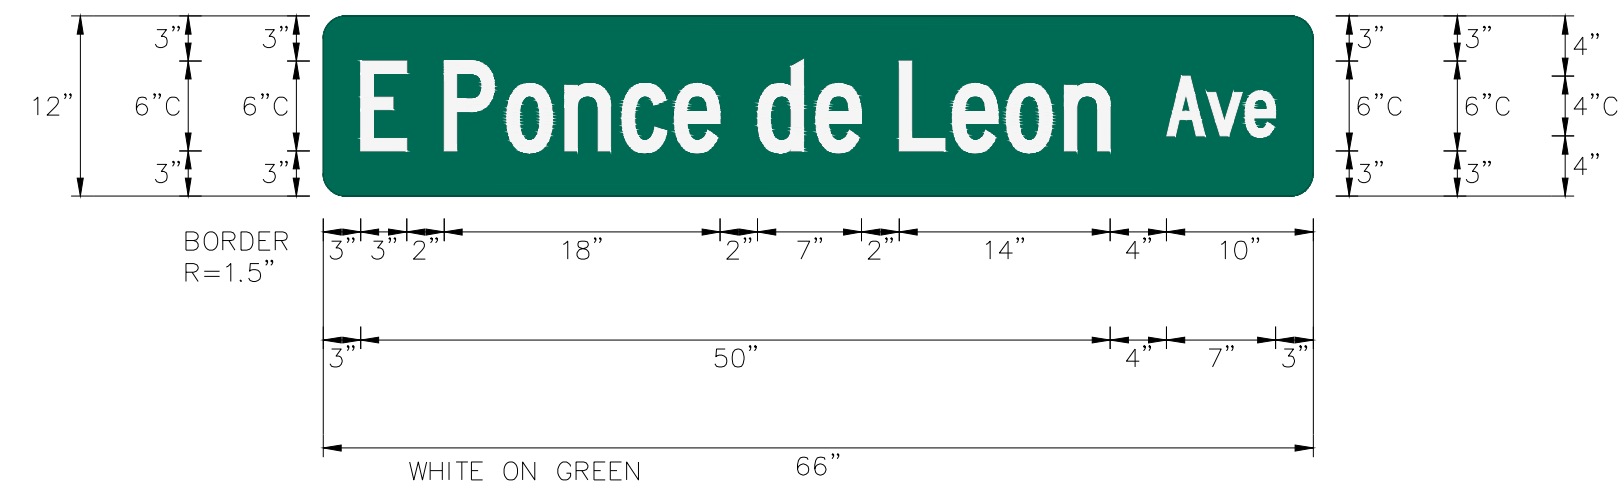 3” 3” 3” 3” 4”
E Ponce de Leon Ave
12” 6”C 6”C 6”C 6”C 4”C
3” 3” 3” 3” 4”
BORDER 3” 3” 2” 18” 2” 7” 2” 14” 4” 10”
R=1.5”
3” 50” 4” 7” 3”
WHITE ON GREEN 66”